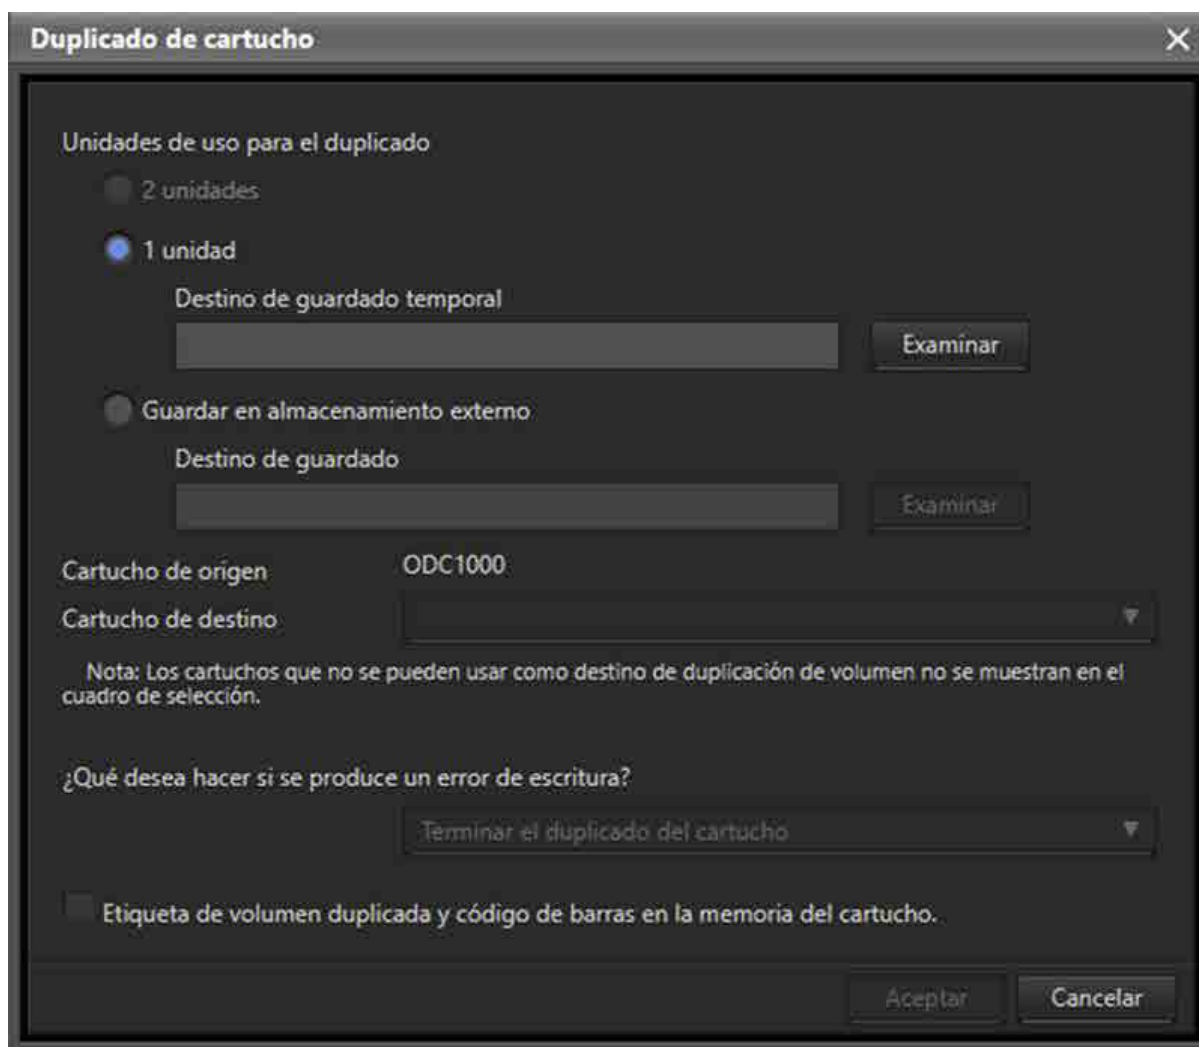 Duplicado de cartucho
Unidades de uso para el duplicado
2 unidades
1 unidad
Destino de guardado temporal
Examinar
Guardar en almacenamiento externo
Destino de guardado
Examinar
Cartucho de origen ODC1000
Cartucho de destino
Nota: Los cartuchos que no se pueden usar como destino de duplicación de volumen no se muestran en el
cuadro de selección.
¿Qué desea hacer si se produce un error de escritura?
Terminar el duplicado del cartucho
Etiqueta de volumen duplicada y código de barras en la memoria del cartucho.
Aceptar Cancelar